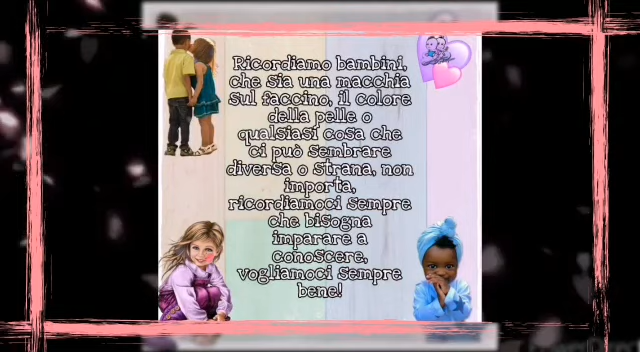 Ricordiamo bambini,
che sia una macchia
sul faccino, il colore
della pelle o
qualsiasi cosa che
ci può sembrare
diversa o strana, non
importa,
ricordiamoci sempre
che bisogna
imparare a
conoscere,
vogliamoci sempre
bene!